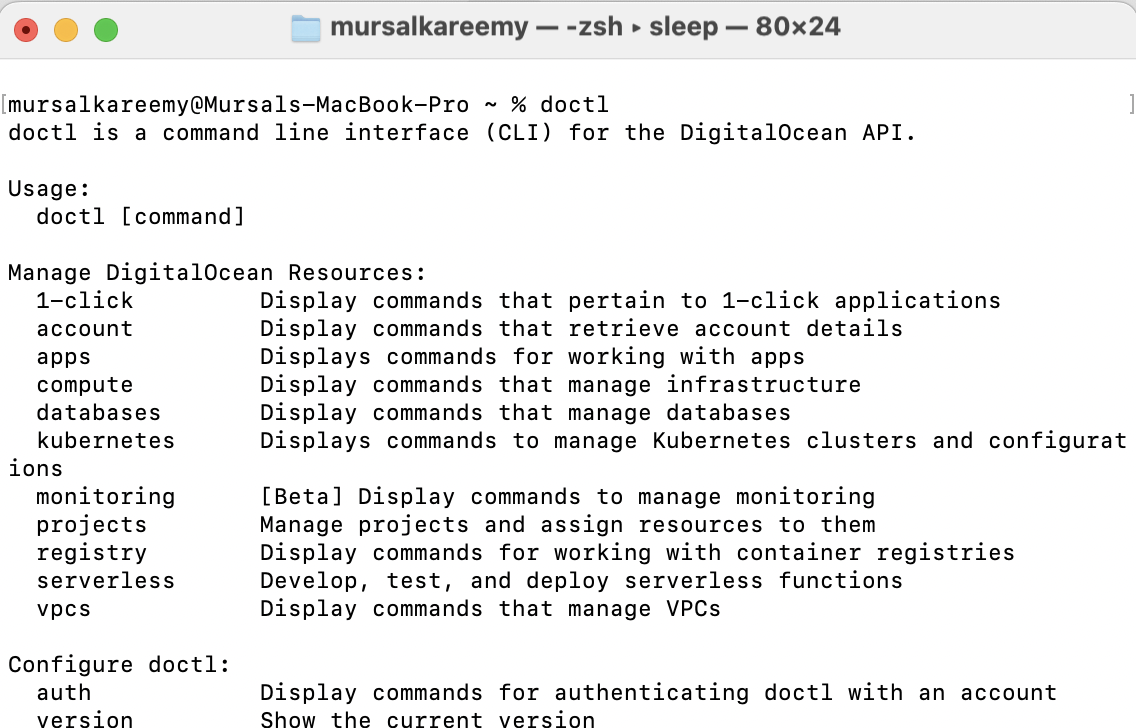 mursalkareemy — -zsh ▸ sleep — 80×24
[mursalkareemy@Mursals-MacBook-Pro ~ % doctl ]
doctl is a command line interface (CLI) for the DigitalOcean API.
Usage:
doctl [command]
Manage DigitalOcean Resources:
1-click Display commands that pertain to 1-click applications
account Display commands that retrieve account details
apps Displays commands for working with apps
compute Display commands that manage infrastructure
databases Display commands that manage databases
kubernetes Displays commands to manage Kubernetes clusters and configurat
ions
monitoring [Beta] Display commands to manage monitoring
projects Manage projects and assign resources to them
registry Display commands for working with container registries
serverless Develop, test, and deploy serverless functions
vpcs Display commands that manage VPCs
Configure doctl:
auth Display commands for authenticating doctl with an account
version Show the current version